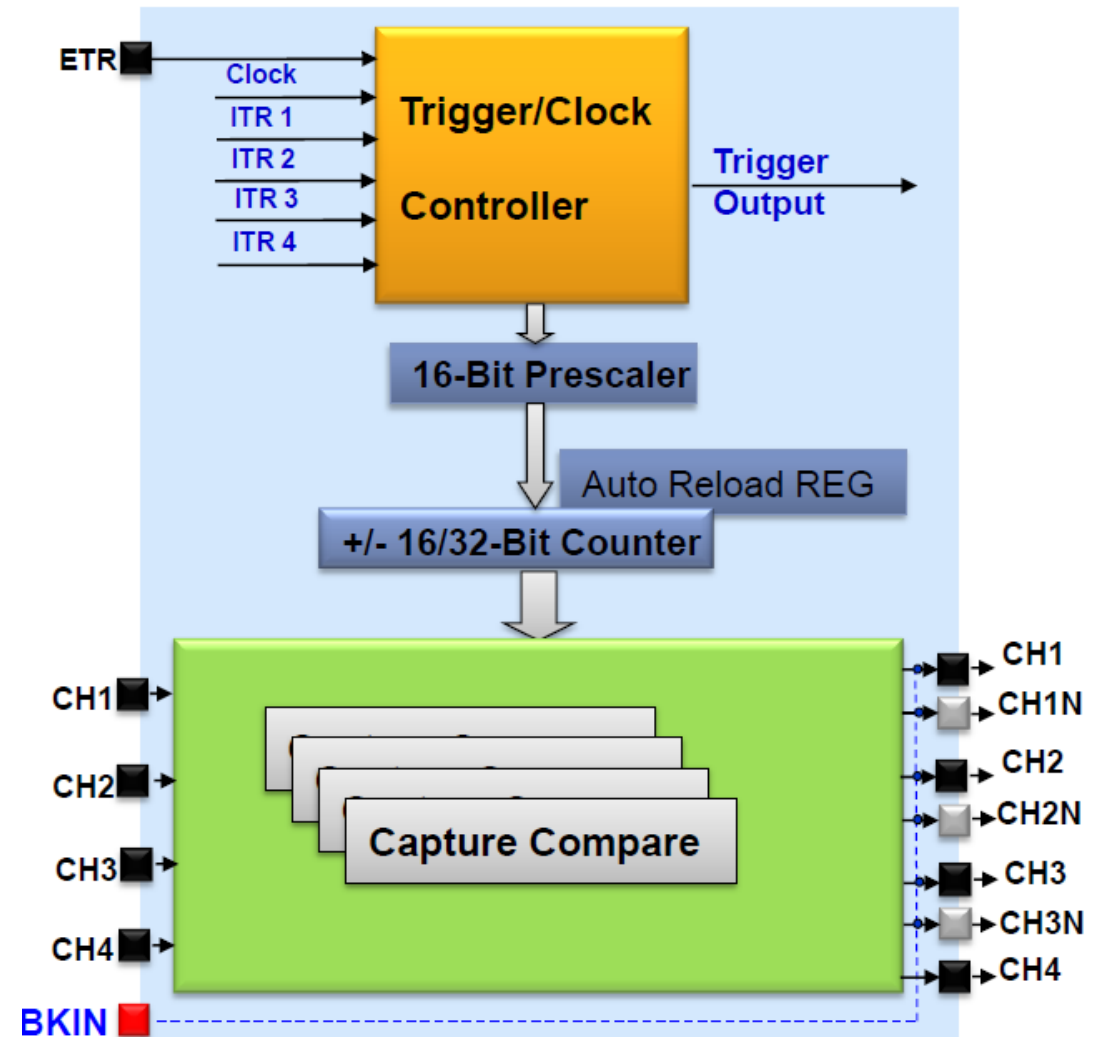 ETR
Clock
ITR 1
ITR 2
ITR 3
ITR 4
Trigger/Clock
Controller
Trigger
Output
16-Bit Prescaler
Auto Reload REG
+/- 16/32-Bit Counter
CH1
CH2
CH3
CH4
BKIN
Capture Compare
CH1
CH1N
CH2
CH2N
CH3
CH3N
CH4